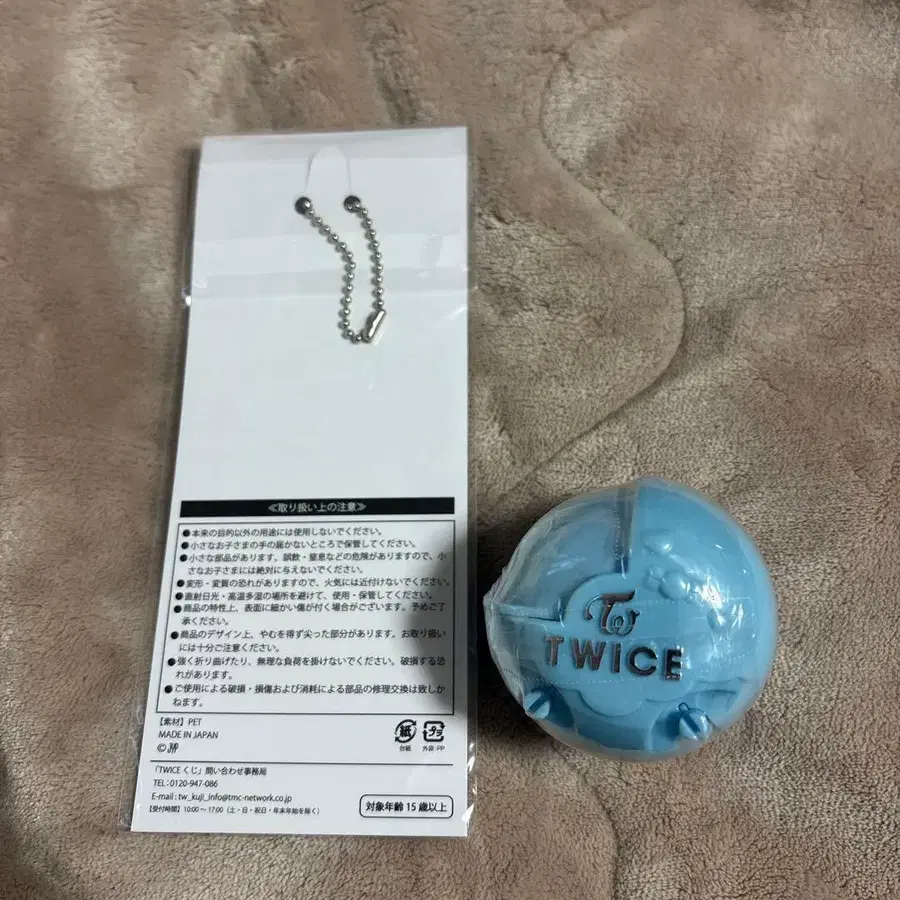 ≪取り扱い上の注意≫
●本来の目的以外の用途には使用しないでください。
●小さなお子さまの手の届かないところで保管してください。
●小さな部品があります。誤飲・窒息などの危険がありますので、小
さなお子さまには絶対に与えないでください。
●変形・変質の恐れがありますので、火気には近付けないでください。
●直射日光・高温多湿の場所を避けて、使用・保管してください。
●商品の特性上、表面に細かい傷が付く場合がございます。予めご了
承ください。
●商品のデザイン上、やむを得ず尖った部分があります。お取り扱い
には十分ご注意ください。
●強く折り曲げたり、無理な負荷を掛けないでください。破損する恐
れがあります。
●ご使用による破損・損傷および消耗による部品の修理交換は致しか
ねます。
【素材】PET
MADE IN JAPAN
© JYP
紙
台紙
プラ
外袋:PP
「TWICEくじ」問い合わせ事務局
TEL:0120-947-086
E-mail:tw_kuji_info@tmc-network.co.jp
【受付時間】10:00～17:00(土・日・祝日・年末年始を除く)
対象年齢 15歳以上
TW
TWICE